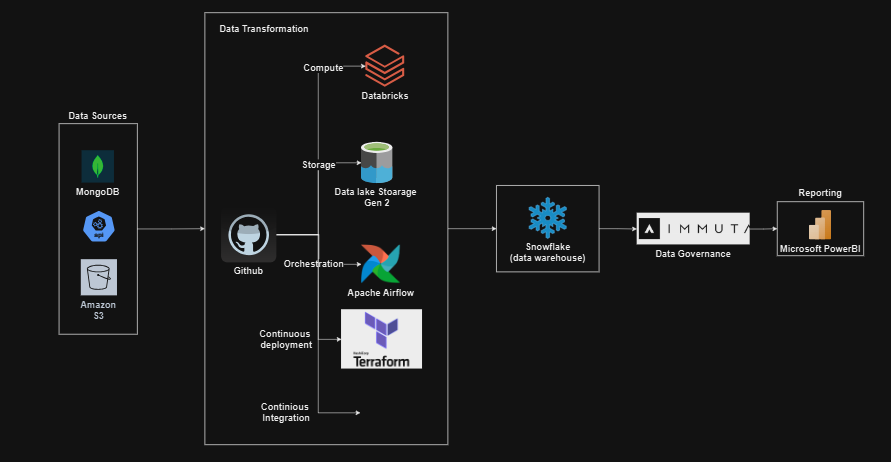 Data Transformation
Compute
Databricks
Data Sources
MongoDB
Storage
Data lake Stoarage
Gen 2
Amazon
S3
Github
Orchestration
Apache Airflow
Continuous
deployment
HashiCorp
Terraform
Continious
Integration
Snowflake
(data warehouse)
IMMUTA
Data Governance
Reporting
Microsoft PowerBI